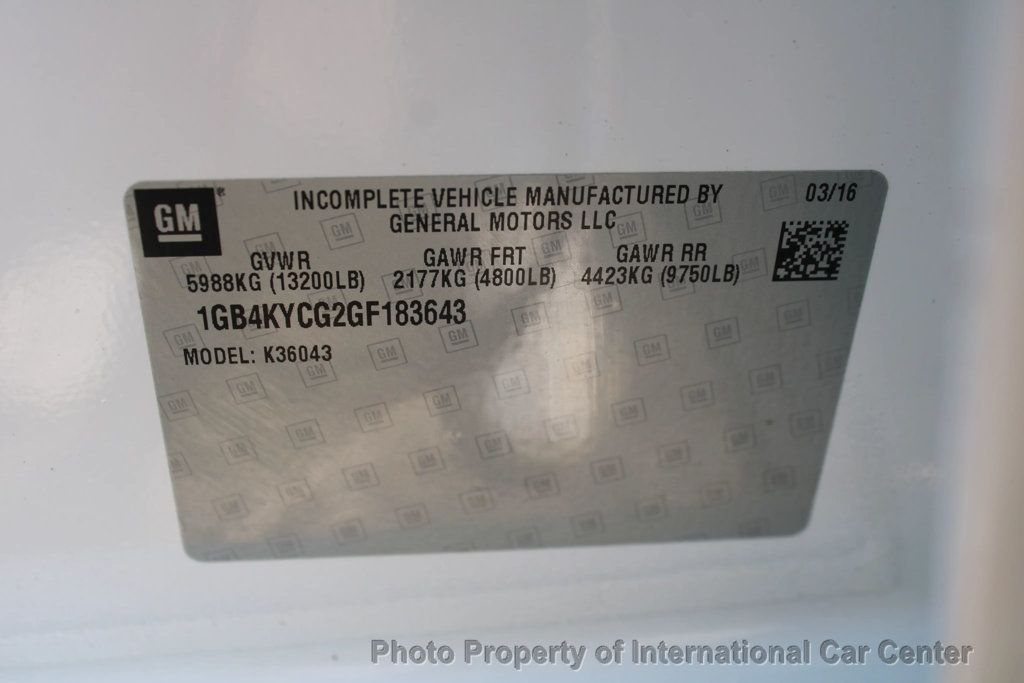 GM
INCOMPLETE VEHICLE MANUFACTURED BY
GENERAL MOTORS LLC
03/16
GVWR GAWR FRT GAWR RR
5988KG (13200LB) 2177KG (4800LB) 4423KG (9750LB)
1GB4KYCG2GF183643
MODEL: K36043
Photo Property of International Car Center